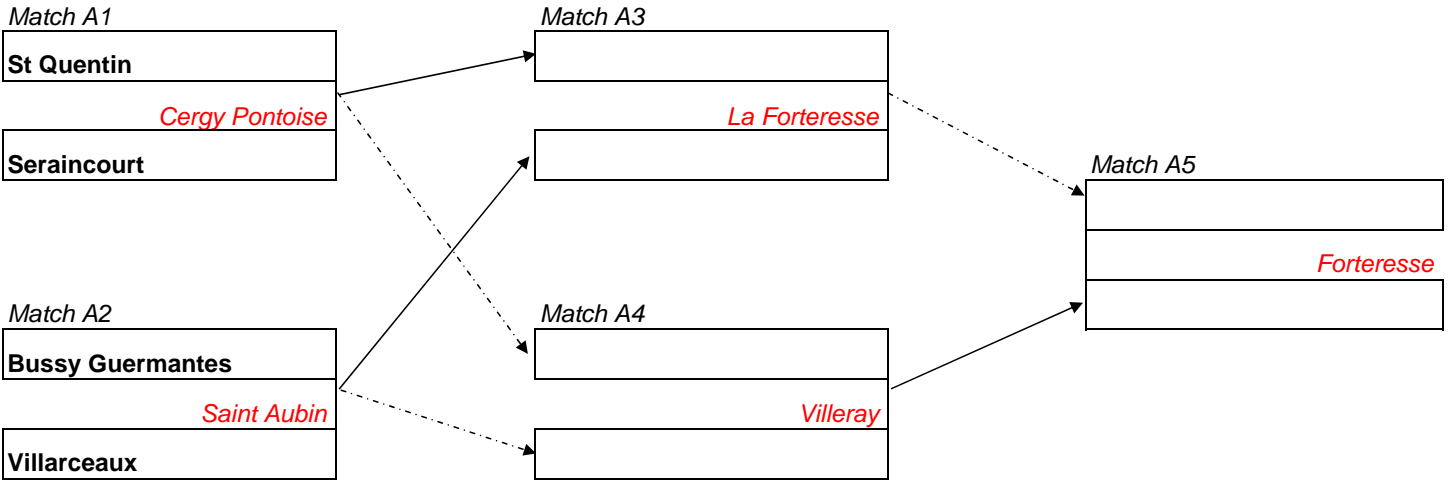 Match A1
St Quentin
Cergy Pontoise
Seraincourt
Match A2
Bussy Guermantes
Saint Aubin
Villarceaux
Match A3
La Forteresse
Match A4
Villeray
Match A5
Forteresse